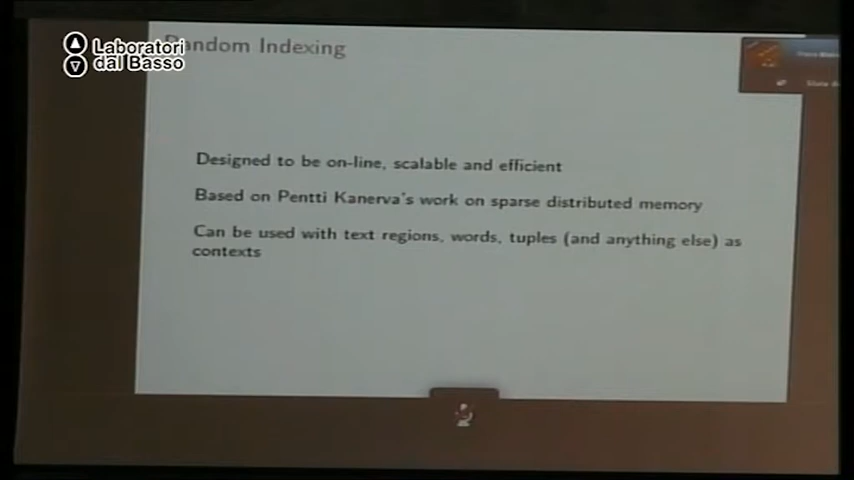 Laboratori
dal Basso
Random Indexing
Designed to be on-line, scalable and efficient
Based on Pentti Kanerva's work on sparse distributed memory
Can be used with text regions, words, tuples (and anything else) as
contexts